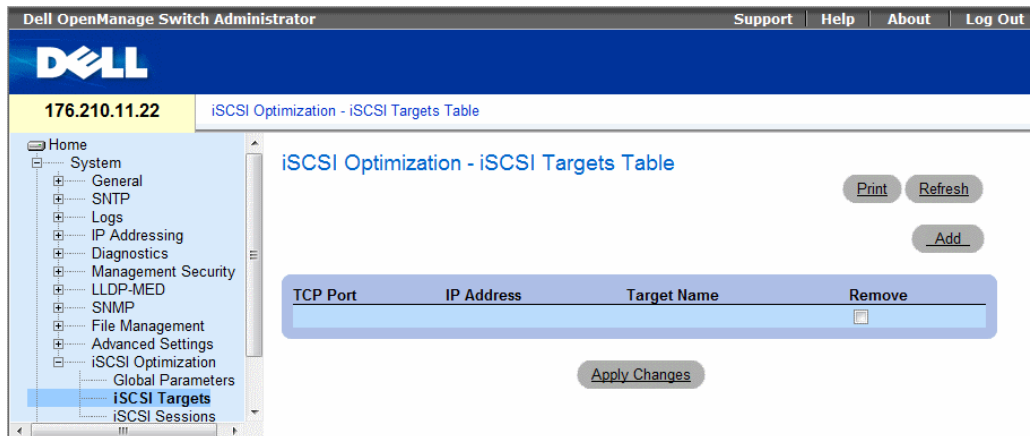 Dell OpenManage Switch Administrator Support Help About Log Out
DELL
176.210.11.22 iSCSI Optimization - iSCSI Targets Table
Home
System
General
SNTP
Logs
IP Addressing
Diagnostics
Management Security
LLDP-MED
SNMP
File Management
Advanced Settings
iSCSI Optimization
Global Parameters
iSCSI Targets
iSCSI Sessions
iSCSI Optimization - iSCSI Targets Table
Print Refresh
Add
TCP Port IP Address Target Name Remove
Apply Changes